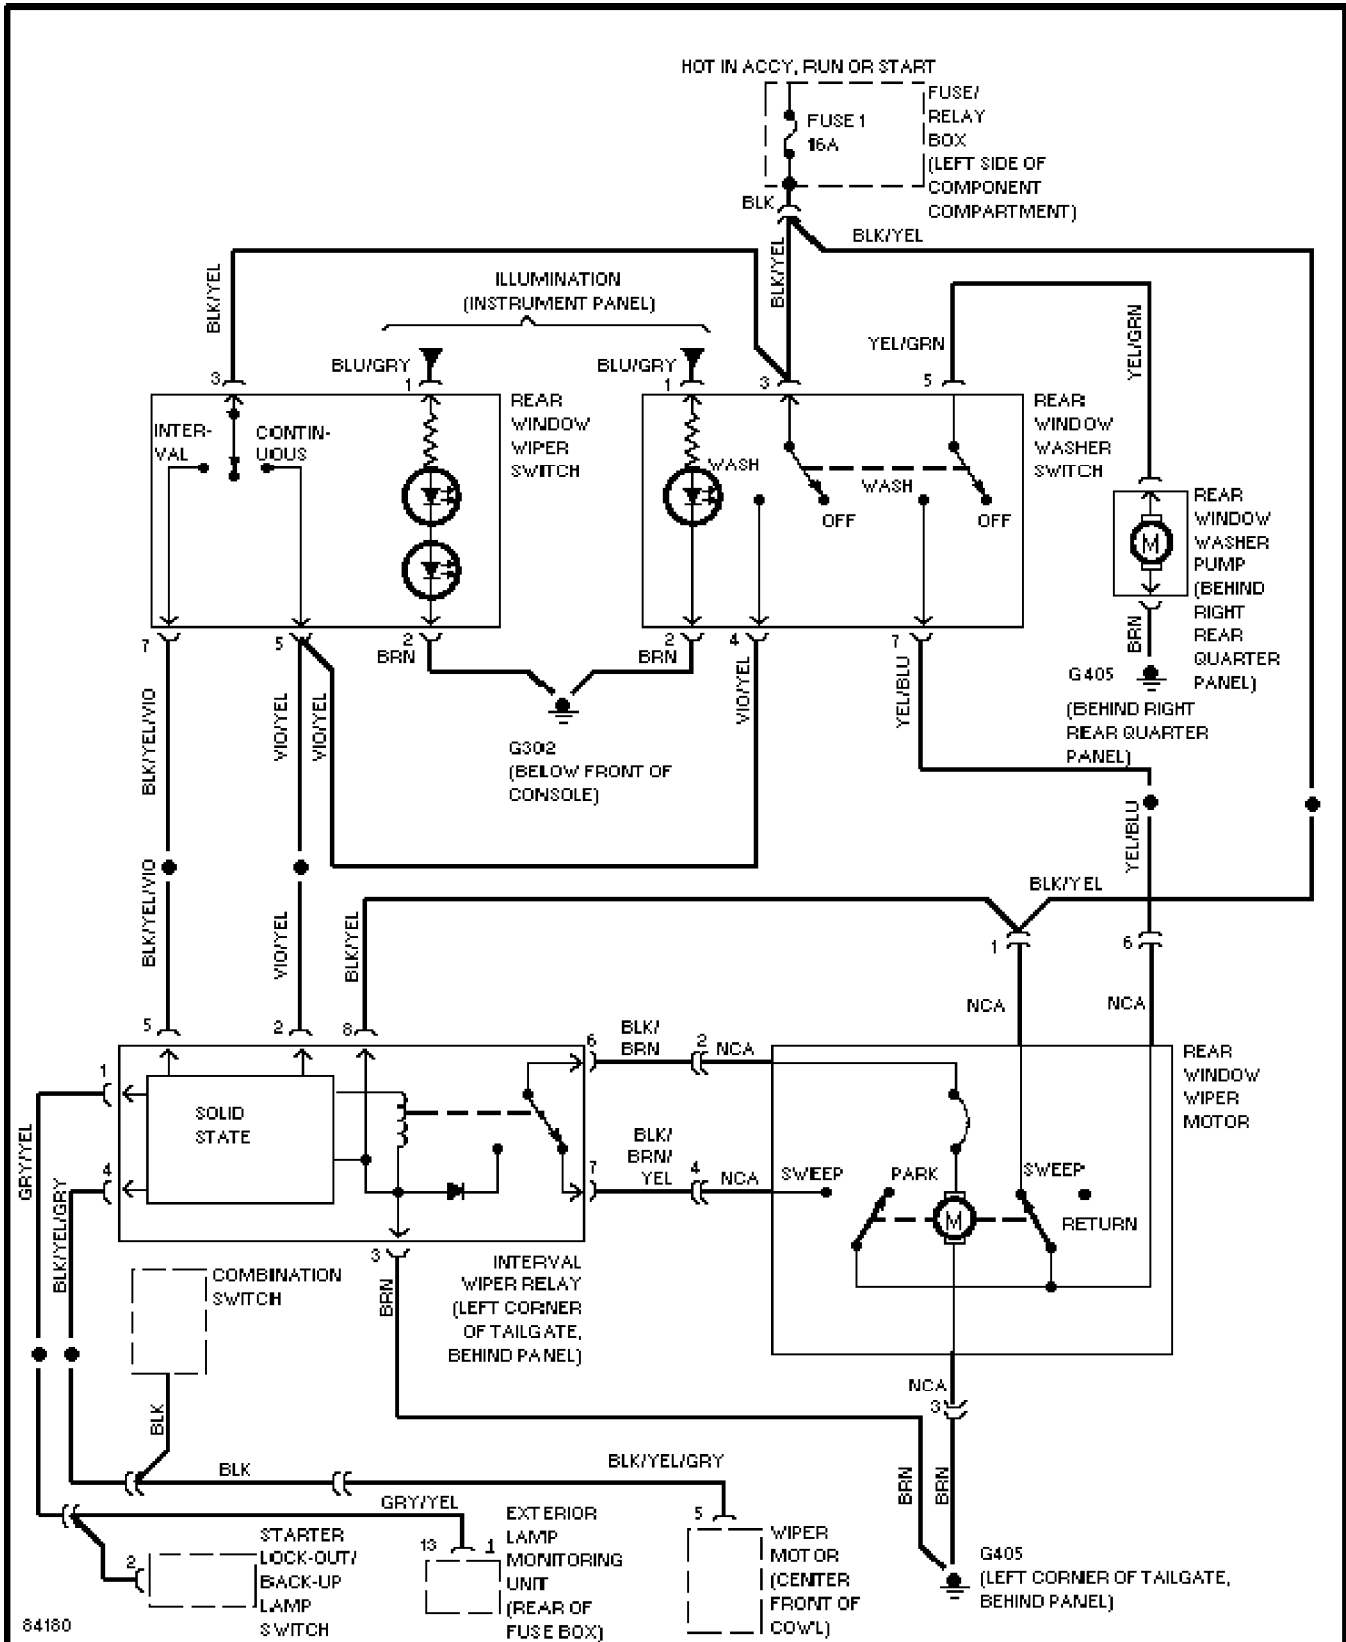 HOT IN ACCY, RUN OR START
FUSE 1
16A
FUSE/
RELAY
BOX
(LEFT SIDE OF
COMPONENT
COMPARTMENT)
BLK
BLK/YEL
BLK/YEL
BLK/YEL
ILLUMINATION
(INSTRUMENT PANEL)
BLU/GRY
BLU/GRY
YEL/GRN
YEL/GRN
3
1
1
3
5
INTER-
VAL
CONTIN-
UOUS
REAR
WINDOW
WIPER
SWITCH
WASH
WASH
OFF
OFF
REAR
WINDOW
WASHER
SWITCH
M
REAR
WINDOW
WASHER
PUMP
(BEHIND
RIGHT
REAR
QUARTER
PANEL)
7
5
2
BRN
2
BRN
4
7
BRN
BLK/YEL/VIO
VIO/YEL
VIO/YEL
VIO/YEL
YEL/BLU
G302
(BELOW FRONT OF
CONSOLE)
G405
(BEHIND RIGHT
REAR QUARTER
PANEL)
YEL/BLU
BLK/YEL
BLK/YEL/VIO
VIO/YEL
BLK/YEL
1
6
NCA
NCA
5
2
8
1
4
SOLID
STATE
6
BLK/
BRN
2
NCA
7
BLK/
BRN/
YEL
4
NCA
SWEEP
PARK
M
SWEEP
RETURN
REAR
WINDOW
WIPER
MOTOR
GRY/YEL
BLK/YEL/GRY
3
BRN
INTERVAL
WIPER RELAY
(LEFT CORNER
OF TAILGATE,
BEHIND PANEL)
COMBINATION
SWITCH
BLK
NCA
3
BRN
BRN
BLK
BLK/YEL/GRY
GRY/YEL
2
STARTER
LOCK-OUT/
BACK-UP
LAMP
SWITCH
13
1
EXTERIOR
LAMP
MONITORING
UNIT
(REAR OF
FUSE BOX)
5
WIPER
MOTOR
(CENTER
FRONT OF
COWL)
G405
(LEFT CORNER OF TAILGATE,
BEHIND PANEL)
84180